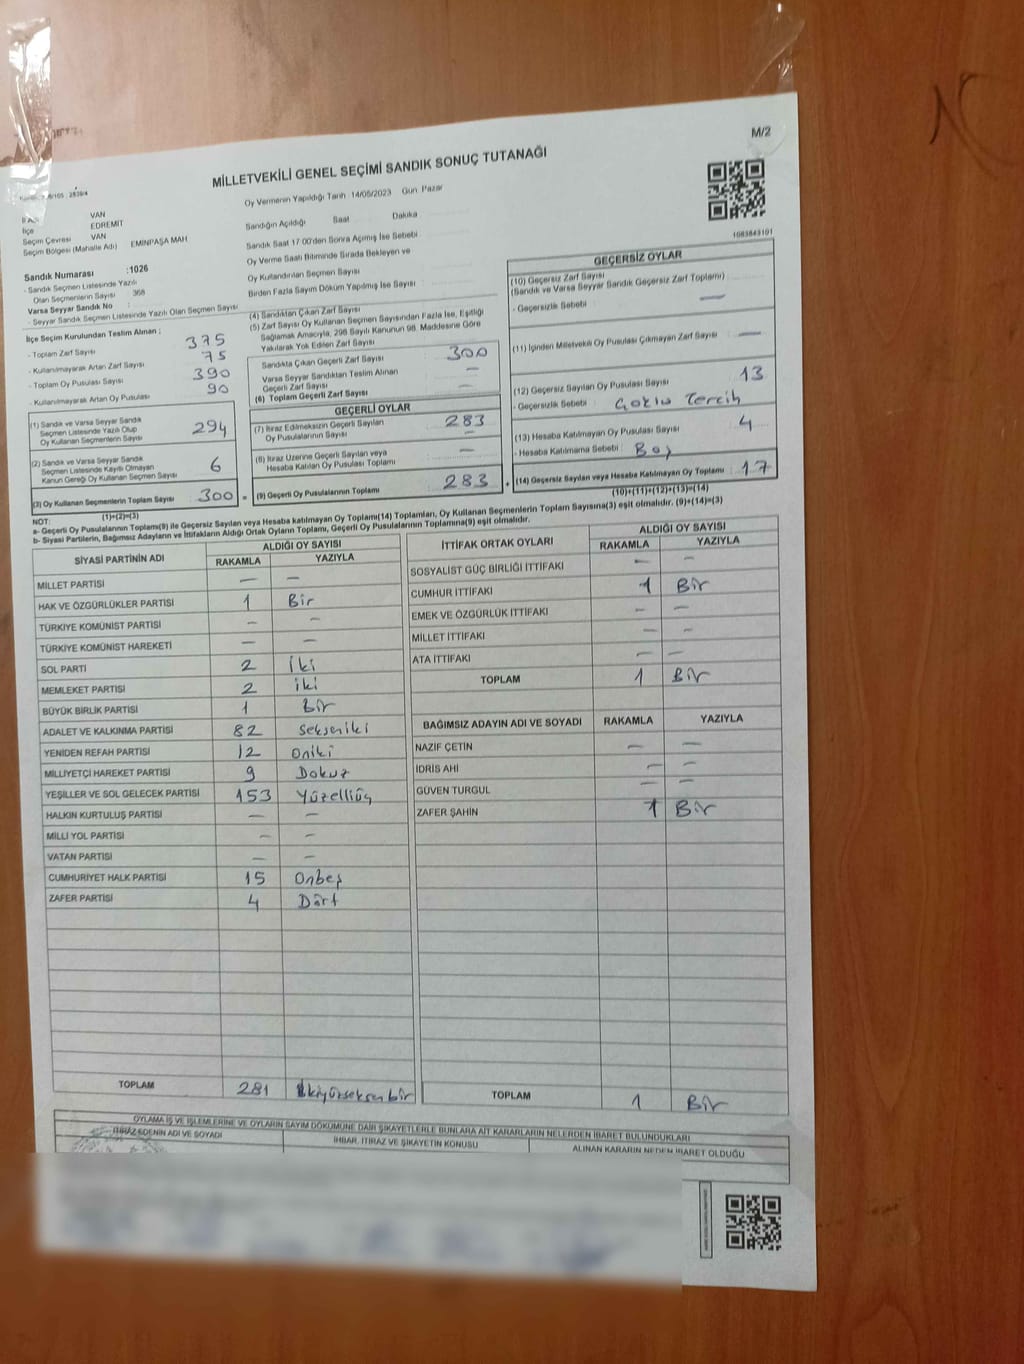 M/2
MİLLETVEKİLİ GENEL SEÇİMİ SANDIK SONUÇ TUTANAĞI
1083843101
VAN
İlçe EDREMIT
Seçim Çevresi VAN
Seçim Bölgesi (Mahalle Adı) EMINPAŞA MAH
Sandık Numarası :1026
- Sandık Seçmen Listesinde Yazılı
Olan Seçmenlerin Sayısı 368
Varsa Seyyar Sandık No
- Seyyar Sandık Seçmen Listesinde Yazılı Olan Seçmen Sayısı
İlçe Seçim Kurulundan Teslim Alınan ;
- Toplam Zarf Sayısı 375
- Kullanılmayarak Artan Zarf Sayısı 75
- Toplam Oy Pusulası Sayısı 390
- Kullanılmayarak Artan Oy Pusulası 90
(1) Sandık ve Varsa Seyyar Sandık
Seçmen Listesinde Yazılı Olup
Oy Kullanan Seçmenlerin Sayısı 294
(2) Sandık ve Varsa Seyyar Sandık
Seçmen Listesinde Kayıtlı Olmayan
Kanun Gereği Oy Kullanan Seçmen Sayısı 6
(3) Oy Kullanan Seçmenlerin Toplam Sayısı 300
(1)+(2)=(3)
Oy Vermenin Yapıldığı Tarih :14/05/2023 Gün: Pazar
Sandığın Açıldığı Saat Dakika
Sandık Saat 17:00'den Sonra Açılmış İse Sebebi
Oy Verme Saati Bitiminde Sırada Bekleyen ve
Oy Kullandırılan Seçmen Sayısı
Birden Fazla Sayım Döküm Yapılmış İse Sayısı :
(4) Sandıktan Çıkan Zarf Sayısı
(5) Zarf Sayısı Oy Kullanan Seçmen Sayısından Fazla İse, Eşitliği
Sağlamak Amacıyla, 298 Sayılı Kanunun 98. Maddesine Göre
Yakılarak Yok Edilen Zarf Sayısı
Sandıkta Çıkan Geçerli Zarf Sayısı 300
Varsa Seyyar Sandıktan Teslim Alınan
Geçerli Zarf Sayısı —
(6) Toplam Geçerli Zarf Sayısı —
GEÇERLİ OYLAR
(7) İtiraz Edilmeksizin Geçerli Sayılan
Oy Pusulalarının Sayısı 283
(8) İtiraz Üzerine Geçerli Sayılan veya
Hesaba Katılan Oy Pusulası Toplamı —
(9) Geçerli Oy Pusulalarının Toplamı 283
GEÇERSİZ OYLAR
(10) Geçersiz Zarf Sayısı
(Sandık ve Varsa Seyyar Sandık Geçersiz Zarf Toplamı)
- Geçersizlik Sebebi —
(11) İçinden Milletvekili Oy Pusulası Çıkmayan Zarf Sayısı —
(12) Geçersiz Sayılan Oy Pusulası Sayısı 13
- Geçersizlik Sebebi Çoklu Tercih
(13) Hesaba Katılmayan Oy Pusulası Sayısı 4
- Hesaba Katılmama Sebebi : Boş
(14) Geçersiz Sayılan veya Hesaba Katılmayan Oy Toplamı : 17
(10)+(11)+(12)+(13)=(14)
NOT:
a- Geçerli Oy Pusulalarının Toplamı(9) ile Geçersiz Sayılan veya Hesaba katılmayan Oy Toplamı(14) Toplamları, Oy Kullanan Seçmenlerin Toplam Sayısına(3) eşit olmalıdır. (9)+(14)=(3)
b- Siyasi Partilerin, Bağımsız Adayların ve İttifakların Aldığı Ortak Oyların Toplamı, Geçerli Oy Pusulalarının Toplamına(9) eşit olmalıdır.
SİYASİ PARTİNİN ADI ALDIĞI OY SAYISI
RAKAMLA YAZIYLA
MİLLET PARTİSİ — —
HAK VE ÖZGÜRLÜKLER PARTİSİ 1 Bir
TÜRKİYE KOMÜNİST PARTİSİ — —
TÜRKİYE KOMÜNİST HAREKETİ — —
SOL PARTİ 2 İki
MEMLEKET PARTİSİ 2 iki
BÜYÜK BİRLİK PARTİSİ 1 Bir
ADALET VE KALKINMA PARTİSİ 82 Sekseniki
YENİDEN REFAH PARTİSİ 12 Oniki
MİLLİYETÇİ HAREKET PARTİSİ 9 Dokuz
YEŞİLLER VE SOL GELECEK PARTİSİ 153 Yüzelliüç
HALKIN KURTULUŞ PARTİSİ — —
MİLLİ YOL PARTİSİ — —
VATAN PARTİSİ — —
CUMHURİYET HALK PARTİSİ 15 Onbeş
ZAFER PARTİSİ 4 Dört
TOPLAM 281 İkiyüzseksenbir
İTTİFAK ORTAK OYLARI ALDIĞI OY SAYISI
RAKAMLA YAZIYLA
SOSYALİST GÜÇ BİRLİĞİ İTTİFAKI — —
CUMHUR İTTİFAKI 1 Bir
EMEK VE ÖZGÜRLÜK İTTİFAKI — —
MİLLET İTTİFAKI — —
ATA İTTİFAKI — —
TOPLAM 1 Bir
BAĞIMSIZ ADAYIN ADI VE SOYADI RAKAMLA YAZIYLA
NAZİF ÇETİN — —
İDRİS AHİ — —
GÜVEN TURGUL — —
ZAFER ŞAHİN 1 Bir
TOPLAM 1 Bir
OYLAMA İŞ VE İŞLEMLERİNE VE OYLARIN SAYIM DÖKÜMÜNE DAİR ŞİKAYETLERLE BUNLARA AİT KARARLARIN NELERDEN İBARET BULUNDUKLARI
İTİRAZ EDENİN ADI VE SOYADI İHBAR, İTİRAZ VE ŞİKAYETİN KONUSU ALINAN KARARIN NEDEN İBARET OLDUĞU